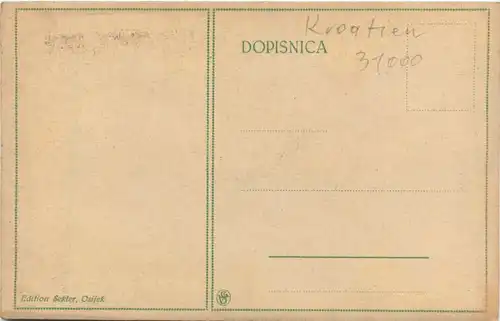 Kroatien
DOPISNICA
31000
Edition Sekler, Osijek